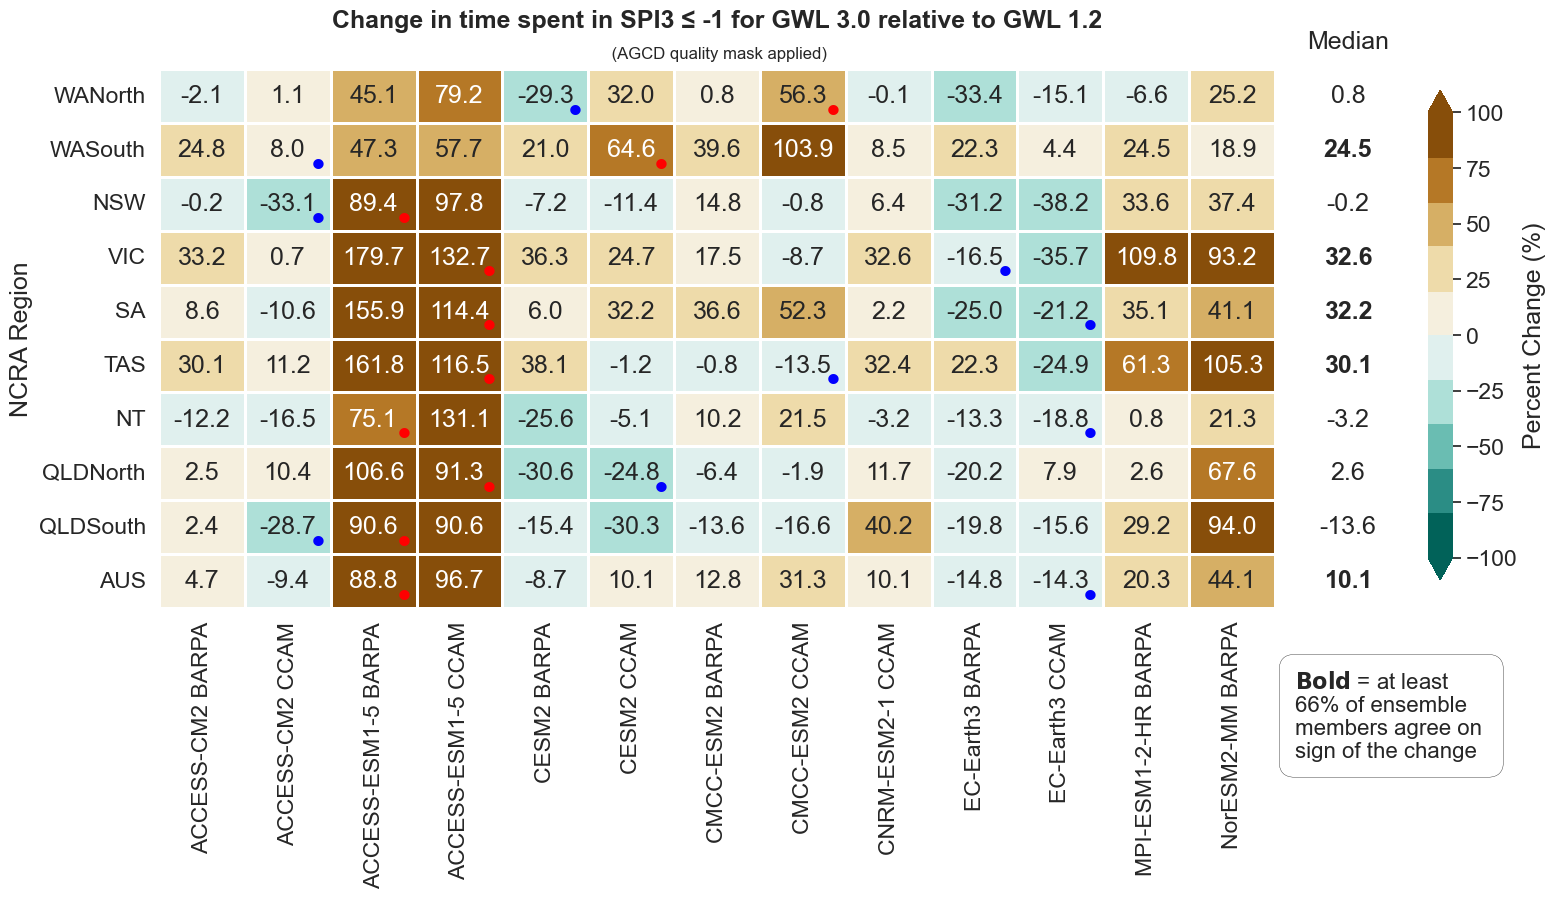 Change in time spent in SPI3 ≤ -1 for GWL 3.0 relative to GWL 1.2
(AGCD quality mask applied)
Median
WANorth -2.1 1.1 45.1 79.2 -29.3 32.0 0.8 56.3 -0.1 -33.4 -15.1 -6.6 25.2 0.8
WASouth 24.8 8.0 47.3 57.7 21.0 64.6 39.6 103.9 8.5 22.3 4.4 24.5 18.9 24.5
NSW -0.2 -33.1 89.4 97.8 -7.2 -11.4 14.8 -0.8 6.4 -31.2 -38.2 33.6 37.4 -0.2
VIC 33.2 0.7 179.7 132.7 36.3 24.7 17.5 -8.7 32.6 -16.5 -35.7 109.8 93.2 32.6
SA 8.6 -10.6 155.9 114.4 6.0 32.2 36.6 52.3 2.2 -25.0 -21.2 35.1 41.1 32.2
TAS 30.1 11.2 161.8 116.5 38.1 -1.2 -0.8 -13.5 32.4 22.3 -24.9 61.3 105.3 30.1
NT -12.2 -16.5 75.1 131.1 -25.6 -5.1 10.2 21.5 -3.2 -13.3 -18.8 0.8 21.3 -3.2
QLDNorth 2.5 10.4 106.6 91.3 -30.6 -24.8 -6.4 -1.9 11.7 -20.2 7.9 2.6 67.6 2.6
QLDSouth 2.4 -28.7 90.6 90.6 -15.4 -30.3 -13.6 -16.6 40.2 -19.8 -15.6 29.2 94.0 -13.6
AUS 4.7 -9.4 88.8 96.7 -8.7 10.1 12.8 31.3 10.1 -14.8 -14.3 20.3 44.1 10.1
NCRA Region
ACCESS-CM2 BARPA
ACCESS-CM2 CCAM
ACCESS-ESM1-5 BARPA
ACCESS-ESM1-5 CCAM
CESM2 BARPA
CESM2 CCAM
CMCC-ESM2 BARPA
CMCC-ESM2 CCAM
CNRM-ESM2-1 CCAM
EC-Earth3 BARPA
EC-Earth3 CCAM
MPI-ESM1-2-HR BARPA
NorESM2-MM BARPA
100
75
50
25
0
−25
−50
−75
−100
Percent Change (%)
Bold = at least
66% of ensemble
members agree on
sign of the change